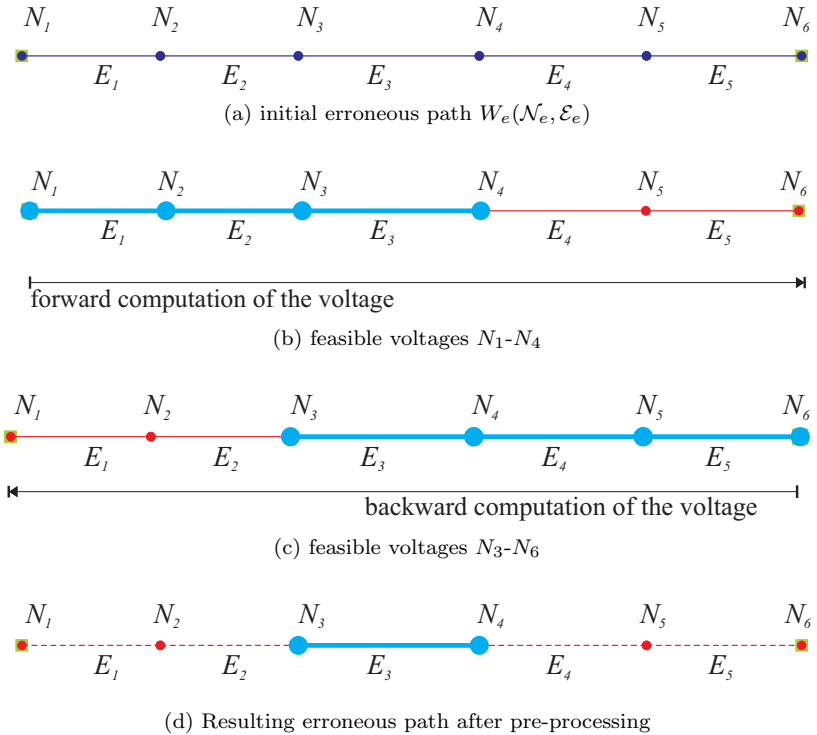 N₁ N₂ N₃ N₄ N₅ N₆
E₁ E₂ E₃ E₄ E₅
(a) initial erroneous path Wₑ(𝒩ₑ, ℰₑ)
N₁ N₂ N₃ N₄ N₅ N₆
E₁ E₂ E₃ E₄ E₅
forward computation of the voltage
(b) feasible voltages N₁-N₄
N₁ N₂ N₃ N₄ N₅ N₆
E₁ E₂ E₃ E₄ E₅
backward computation of the voltage
(c) feasible voltages N₃-N₆
N₁ N₂ N₃ N₄ N₅ N₆
E₁ E₂ E₃ E₄ E₅
(d) Resulting erroneous path after pre-processing